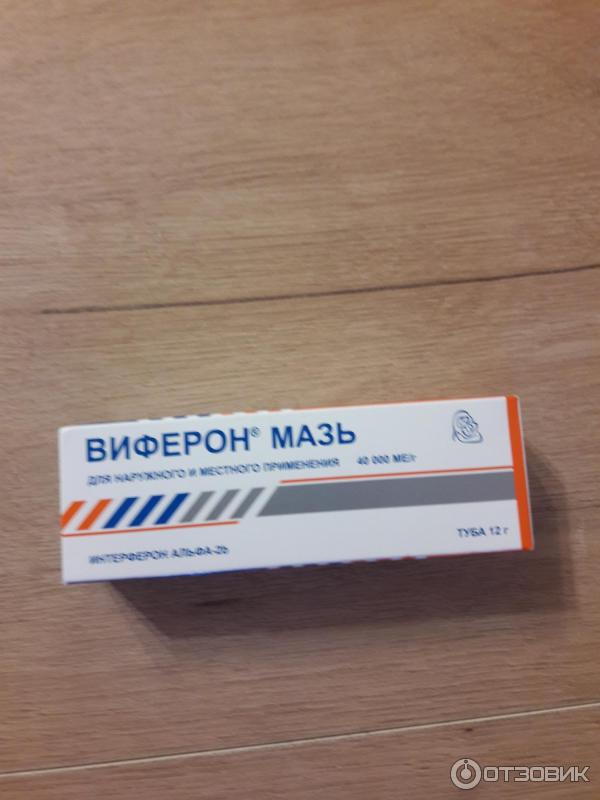 ВИФЕРОН® МАЗЬ
ДЛЯ НАРУЖНОГО И МЕСТНОГО ПРИМЕНЕНИЯ 40 000 МЕ/г
ИНТЕРФЕРОН АЛЬФА-2b
ТУБА 12 г
ОТЗОВИК